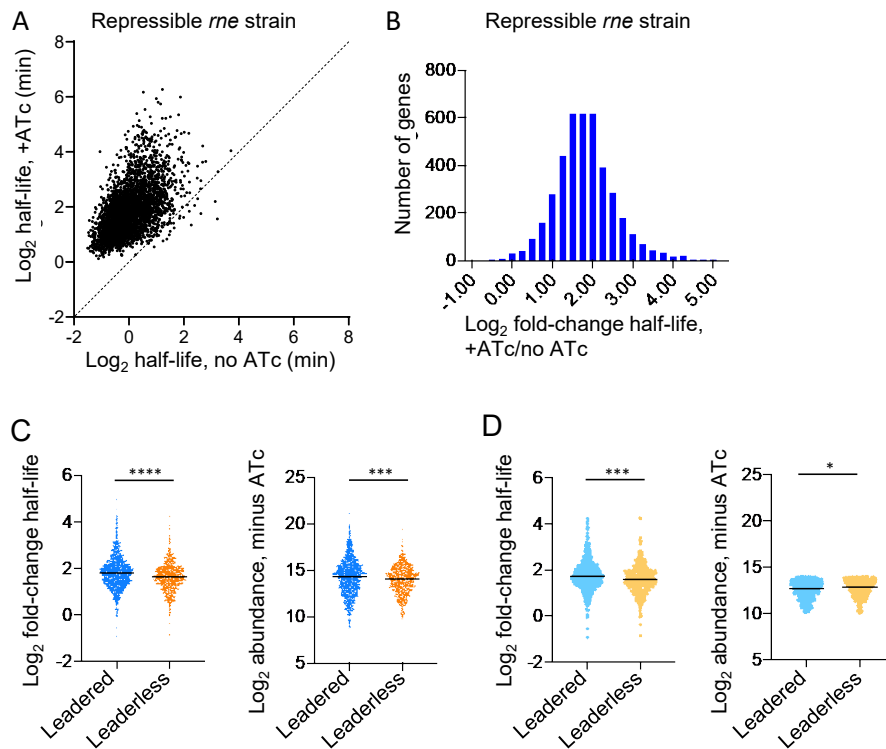 A
Repressible rne strain
Log2 half-life, +ATc (min)
8
6
4
2
0
-2
-2
0
2
4
6
8
Log2 half-life, no ATc (min)
B
Repressible rne strain
Number of genes
800
600
400
200
0
-1.00
0.00
1.00
2.00
3.00
4.00
5.00
Log2 fold-change half-life,
+ATc/no ATc
C
Log2 fold-change half-life
6
4
2
0
-2
****
Leadered
Leaderless
Log2 abundance, minus ATc
25
20
15
10
5
***
Leadered
Leaderless
D
Log2 fold-change half-life
6
4
2
0
-2
***
Leadered
Leaderless
Log2 abundance, minus ATc
25
20
15
10
5
*
Leadered
Leaderless